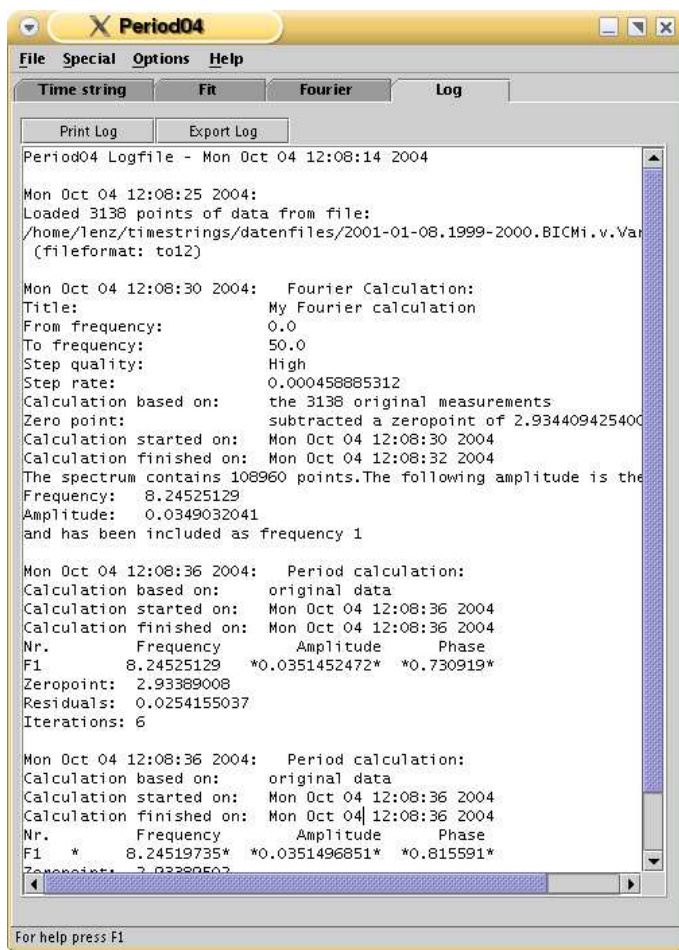 Period04
File Special Options Help
Time string Fit Fourier Log
Print Log Export Log
Period04 Logfile - Mon Oct 04 12:08:14 2004
Mon Oct 04 12:08:25 2004:
Loaded 3138 points of data from file:
/home/lenz/timestrings/datenfiles/2001-01-08.1999-2000.BICMi.v.Var
(fileformat: to12)
Mon Oct 04 12:08:30 2004: Fourier Calculation:
Title: My Fourier calculation
From frequency: 0.0
To frequency: 50.0
Step quality: High
Step rate: 0.000458885312
Calculation based on: the 3138 original measurements
Zero point: subtracted a zeropoint of 2.93440942540
Calculation started on: Mon Oct 04 12:08:30 2004
Calculation finished on: Mon Oct 04 12:08:32 2004
The spectrum contains 108960 points.The following amplitude is the
Frequency: 8.24525129
Amplitude: 0.0349032041
and has been included as frequency 1
Mon Oct 04 12:08:36 2004: Period calculation:
Calculation based on: original data
Calculation started on: Mon Oct 04 12:08:36 2004
Calculation finished on: Mon Oct 04 12:08:36 2004
Nr. Frequency Amplitude Phase
F1 8.24525129 *0.0351452472* *0.730919*
Zeropoint: 2.93389008
Residuals: 0.0254155037
Iterations: 6
Mon Oct 04 12:08:36 2004: Period calculation:
Calculation based on: original data
Calculation started on: Mon Oct 04 12:08:36 2004
Calculation finished on: Mon Oct 04 12:08:36 2004
Nr. Frequency Amplitude Phase
F1 * 8.24519735* *0.0351496851* *0.815591*
Zeropoint: 2.93389502
For help press F1